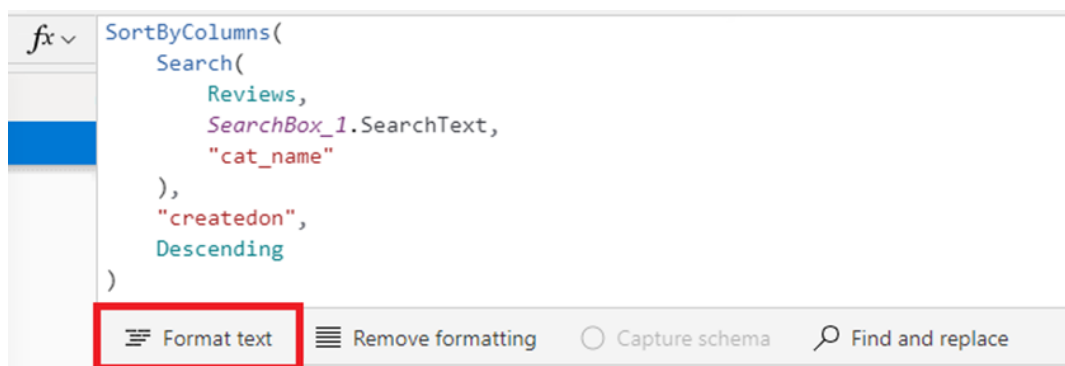 fx
SortByColumns(
    Search(
        Reviews,
        SearchBox_1.SearchText,
        "cat_name"
    ),
    "createdon",
    Descending
)
Format text Remove formatting Capture schema Find and replace